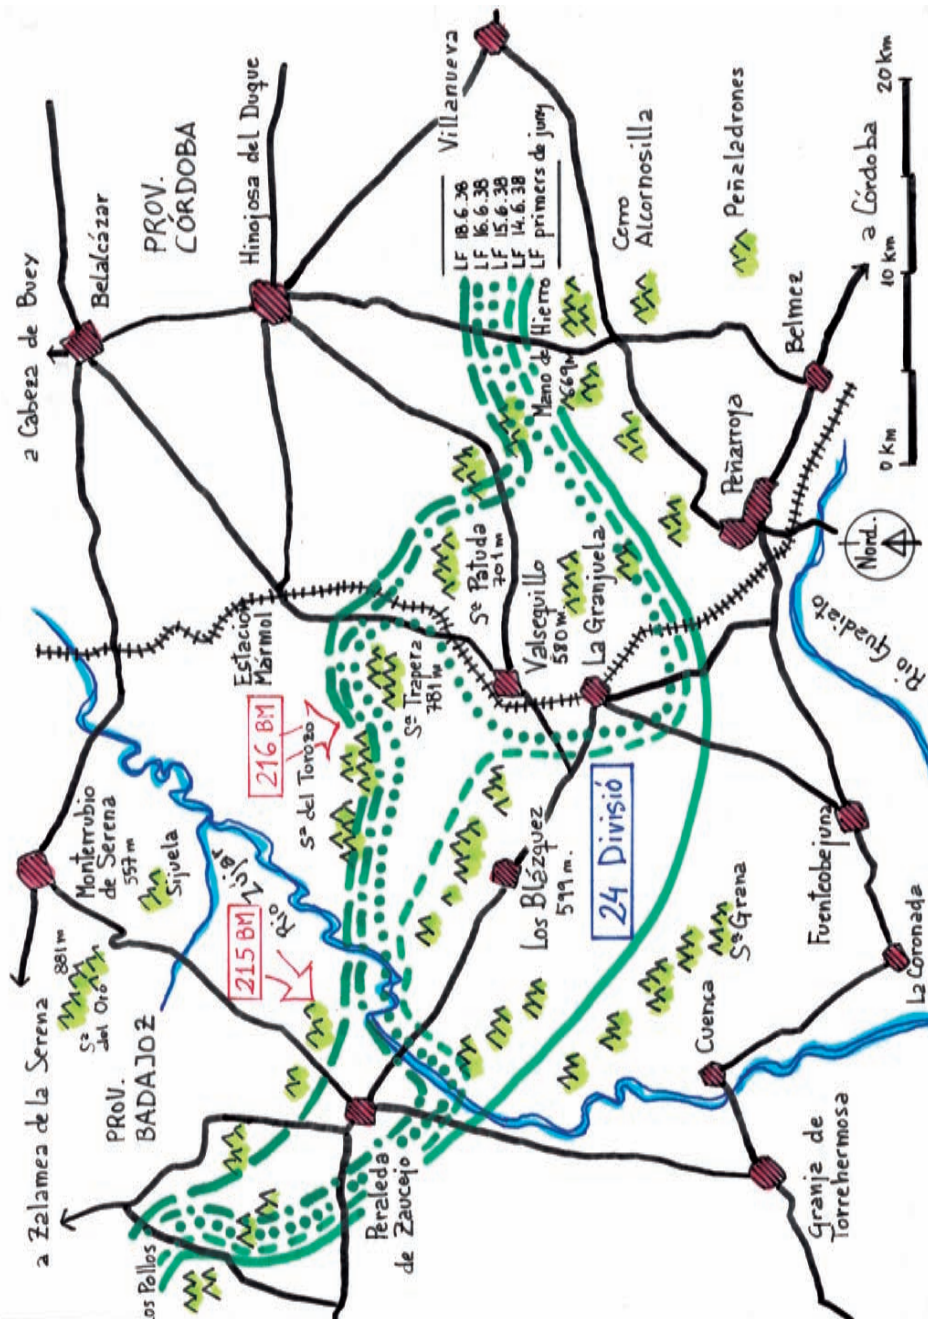 a Zalamea de la Serena
a Cabeza de Buey
881 m
Sª
del Oro
Monterrubio
de Serena
557 m
Belalcázar
PROV.
BADAJOZ
Sijuela
PROV.
CÓRDOBA
os Pollos
Rio Zújar
215 BM
216 BM
Estació
Mármol
Hinojosa del Duque
Sª del Torozo
Peraleda
de Zaucejo
Sª Trapera
781 m
Sª Patuda
701 m
Villanueva
LF 18.6.38
LF 16.6.38
LF 15.6.38
LF 14.6.38
LF primers de juny
Los Blázquez
599 m.
Valsequillo
580 m
Mano de Hierro
669 m
La Granjuela
24 Divisió
Cerro
Alcornosilla
Cuenca
Sª Grana
Peñaladrones
Peñarroya
Belmez
Granja de
Torrehermosa
Fuenteobejuna
La Coronada
Rio Guadiato
Nord.
a Córdoba
0 Km
10 Km
20 Km